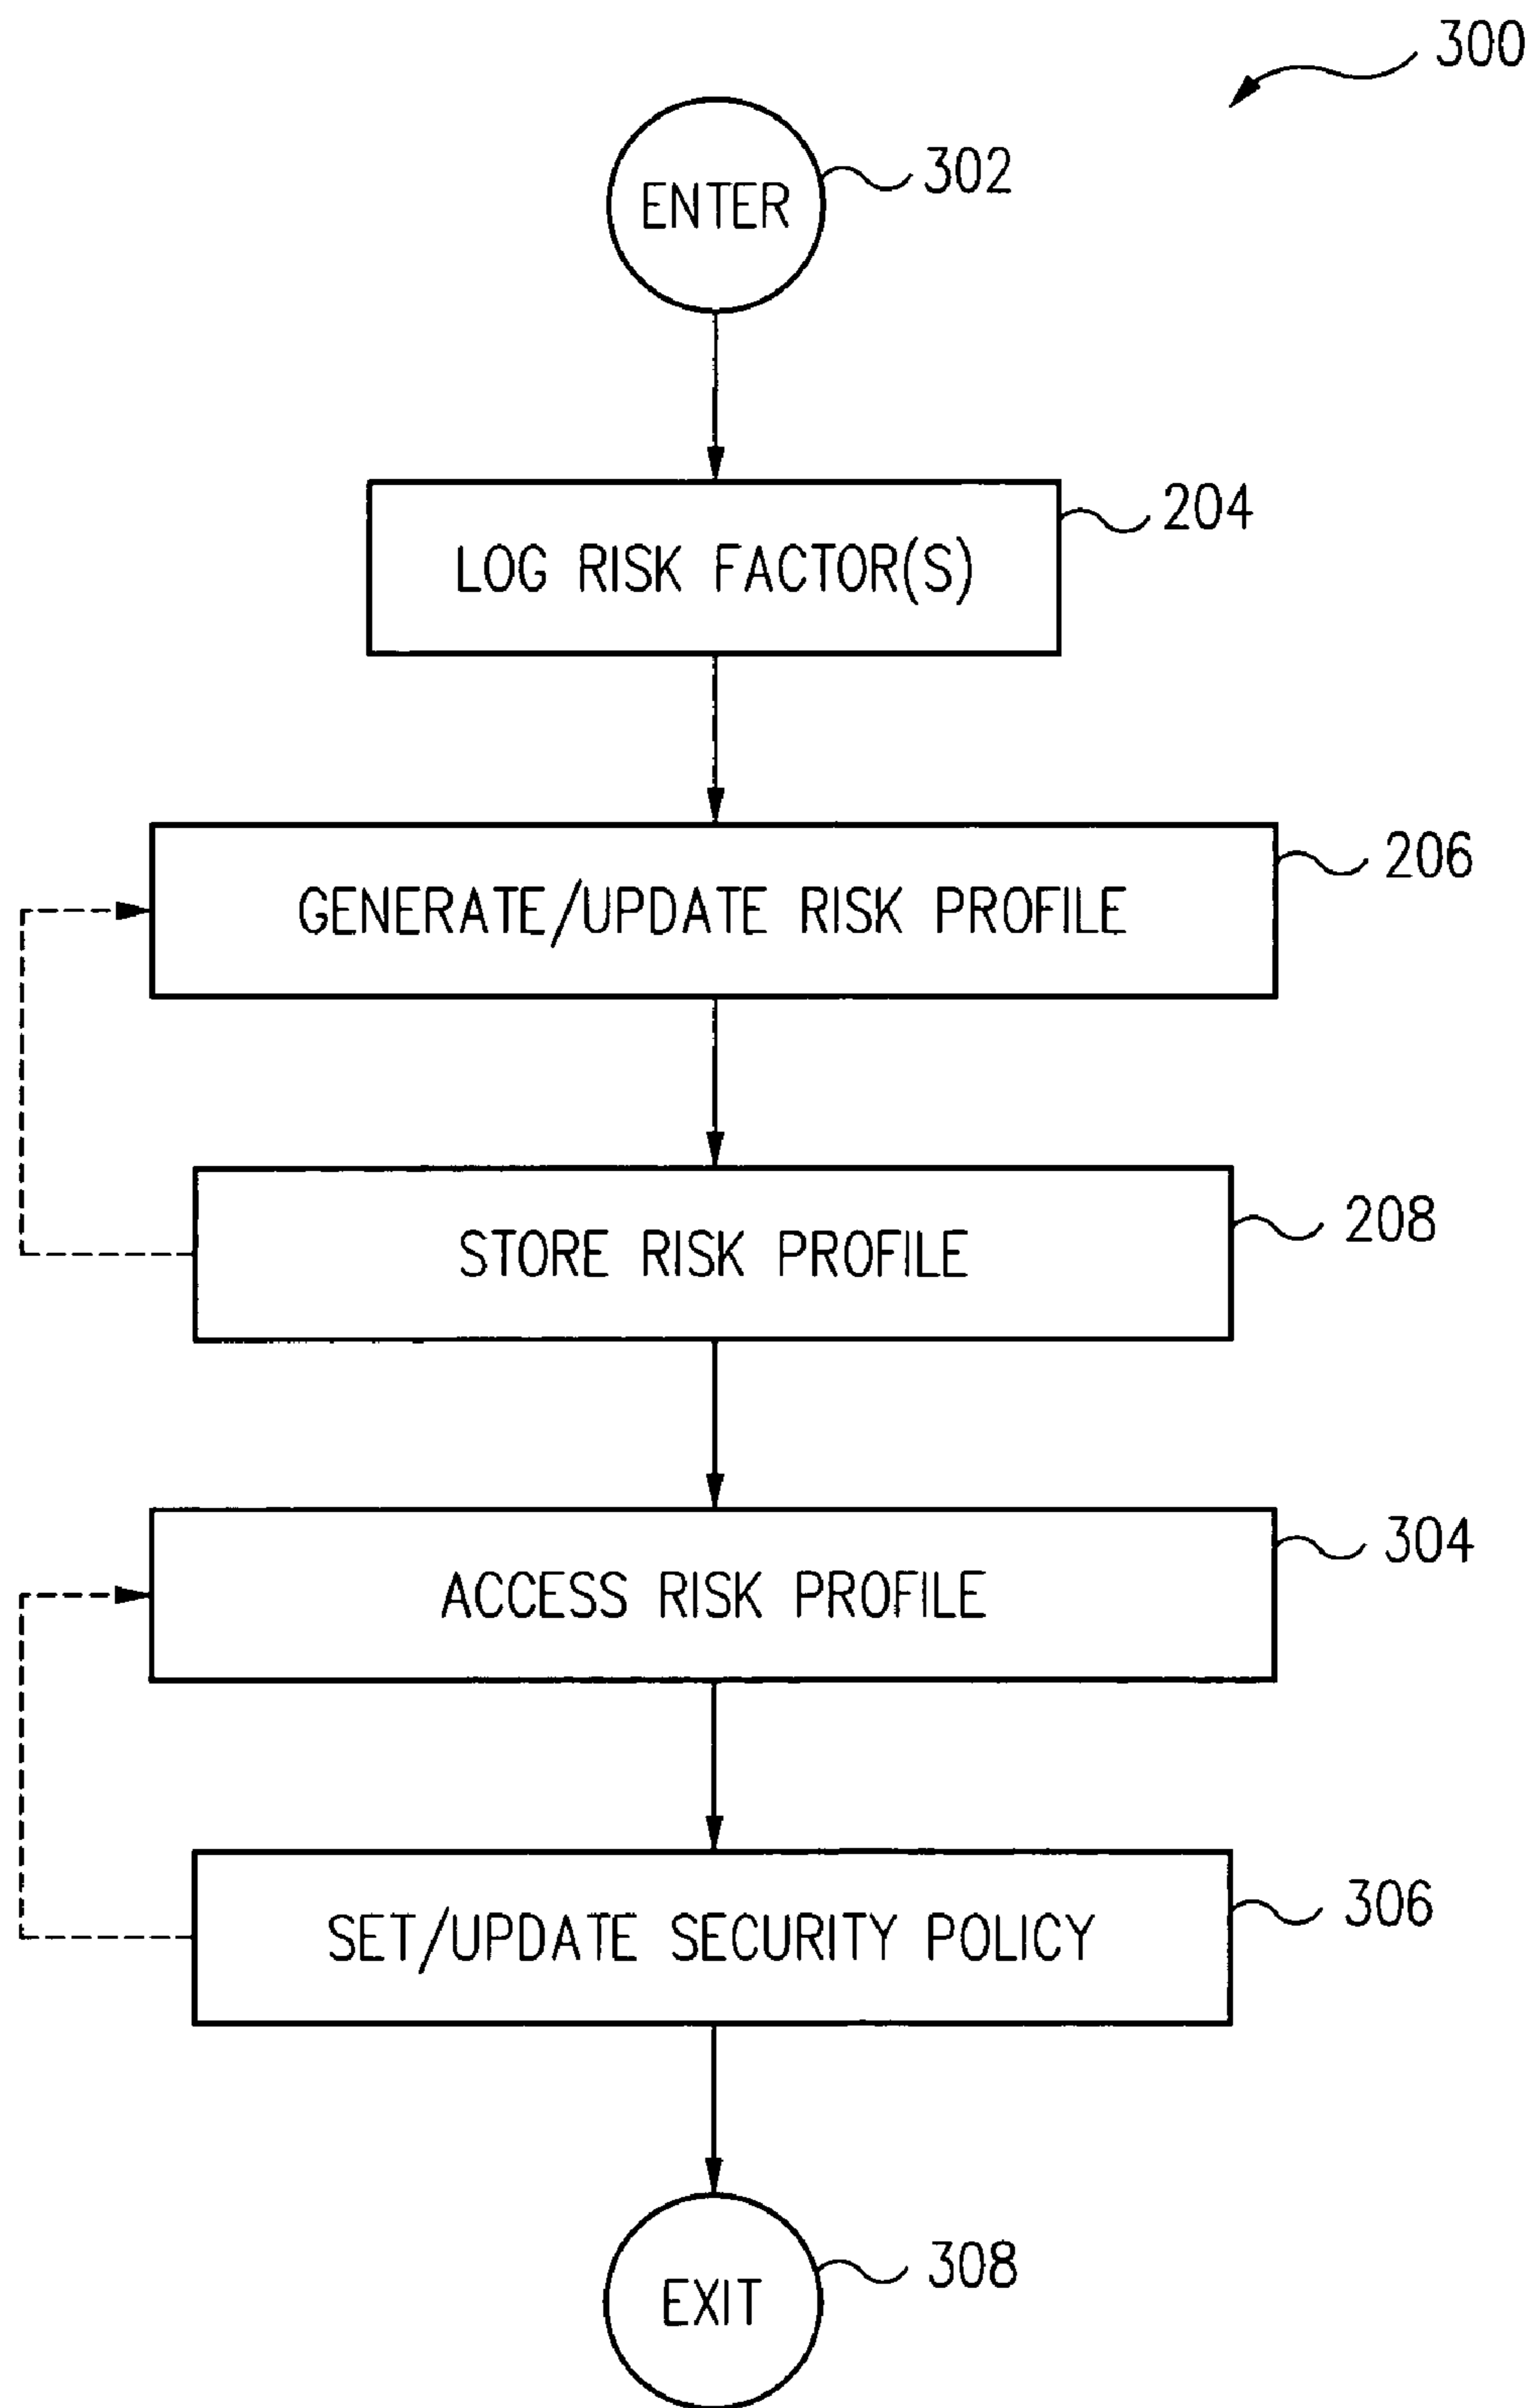 300
ENTER
302
LOG RISK FACTOR(S)
204
GENERATE/UPDATE RISK PROFILE
206
STORE RISK PROFILE
208
ACCESS RISK PROFILE
304
SET/UPDATE SECURITY POLICY
306
EXIT
308